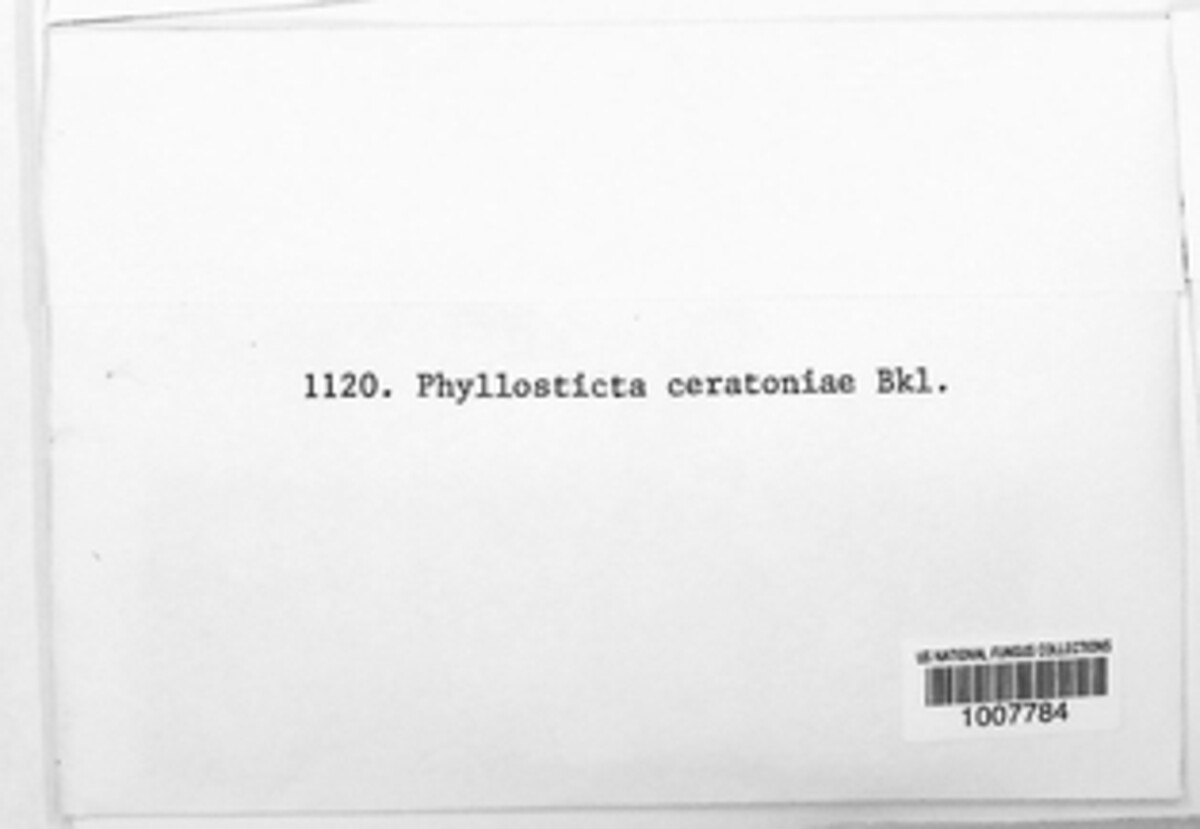 1120. Phyllosticta ceratoniae Bkl.
US NATIONAL FUNGUS COLLECTIONS
1007784